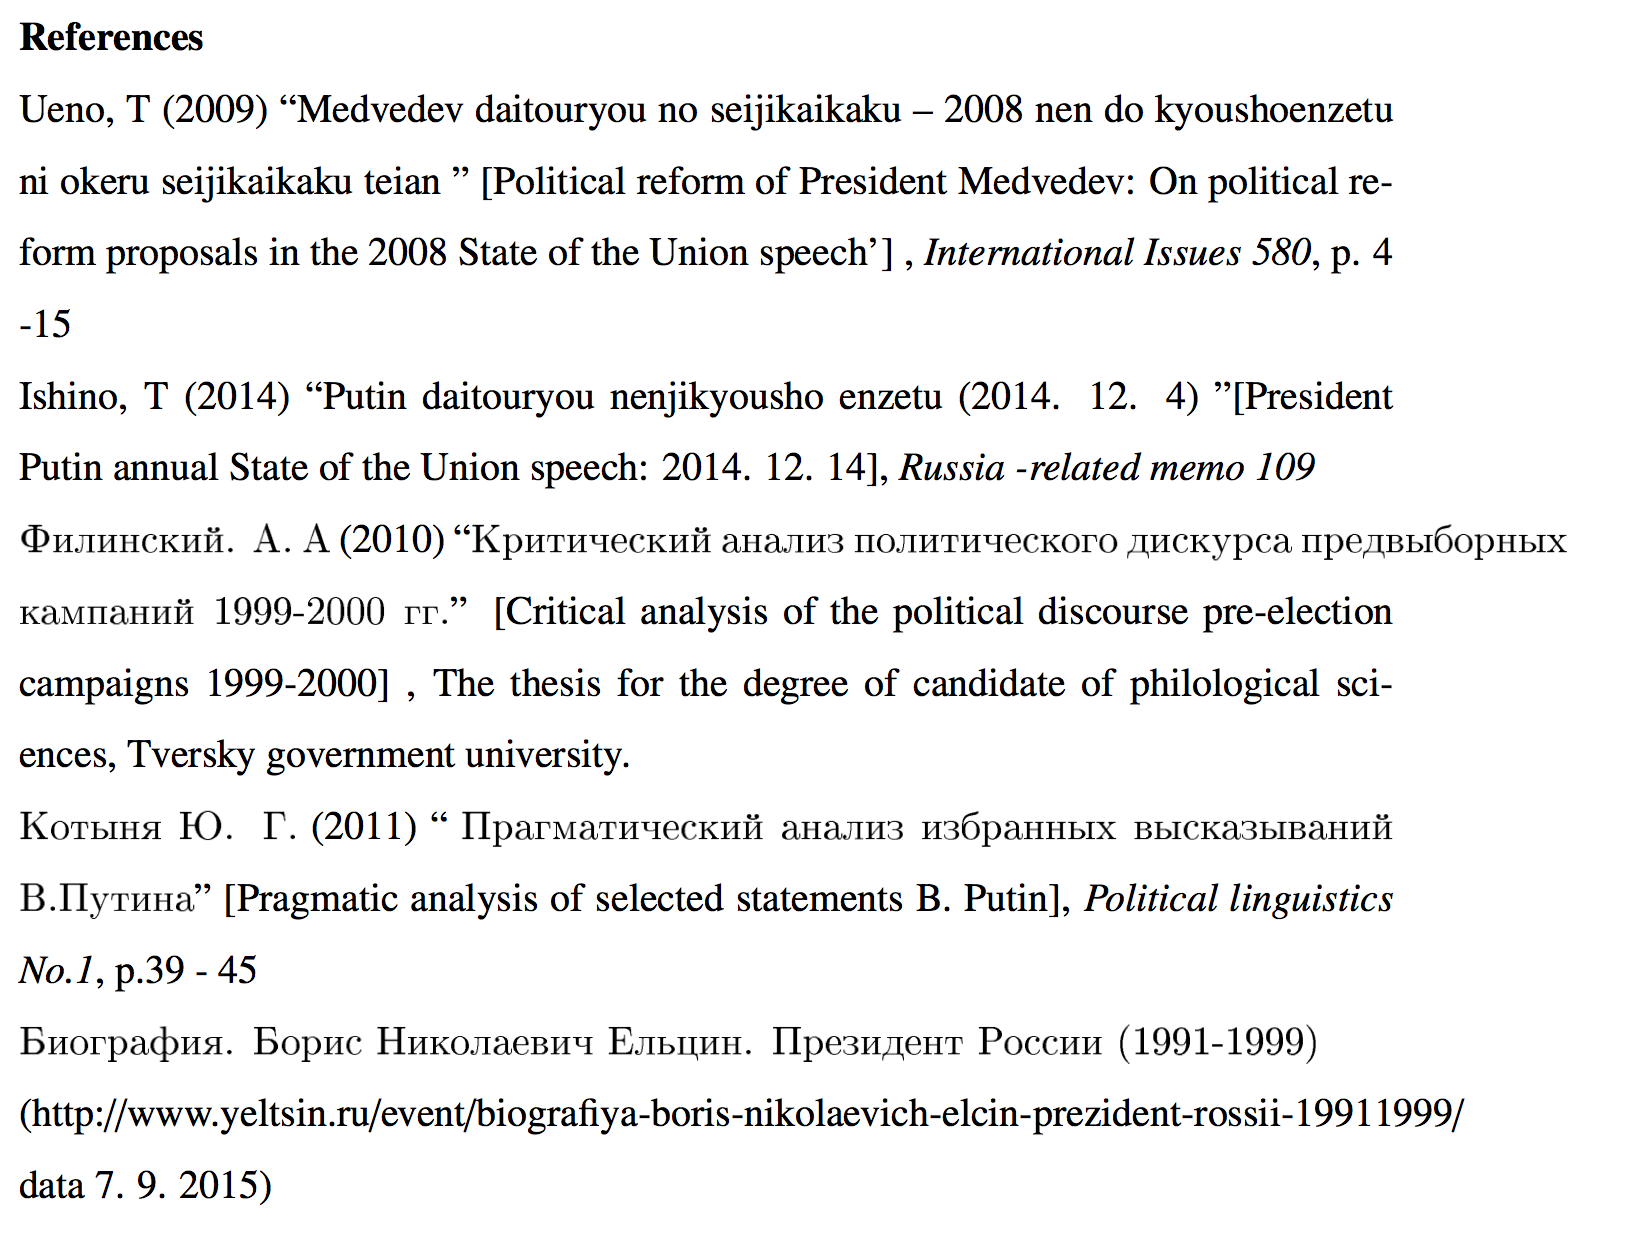 References
Ueno, T (2009) “Medvedev daitouryou no seijikaikaku – 2008 nen do kyoushoenzetu
ni okeru seijikaikaku teian ” [Political reform of President Medvedev: On political re-
form proposals in the 2008 State of the Union speech’] , International Issues 580, p. 4
-15
Ishino, T (2014) “Putin daitouryou nenjikyousho enzetu (2014. 12. 4) ”[President
Putin annual State of the Union speech: 2014. 12. 14], Russia -related memo 109
Филинский. А. А (2010) “Критический анализ политического дискурса предвыборных
кампаний 1999-2000 гг.” [Critical analysis of the political discourse pre-election
campaigns 1999-2000] , The thesis for the degree of candidate of philological sci-
ences, Tversky government university.
Котыня Ю. Г. (2011) “ Прагматический анализ избранных высказываний
В.Путина” [Pragmatic analysis of selected statements B. Putin], Political linguistics
No.1, p.39 - 45
Биография. Борис Николаевич Ельцин. Президент России (1991-1999)
(http://www.yeltsin.ru/event/biografiya-boris-nikolaevich-elcin-prezident-rossii-19911999/
data 7. 9. 2015)